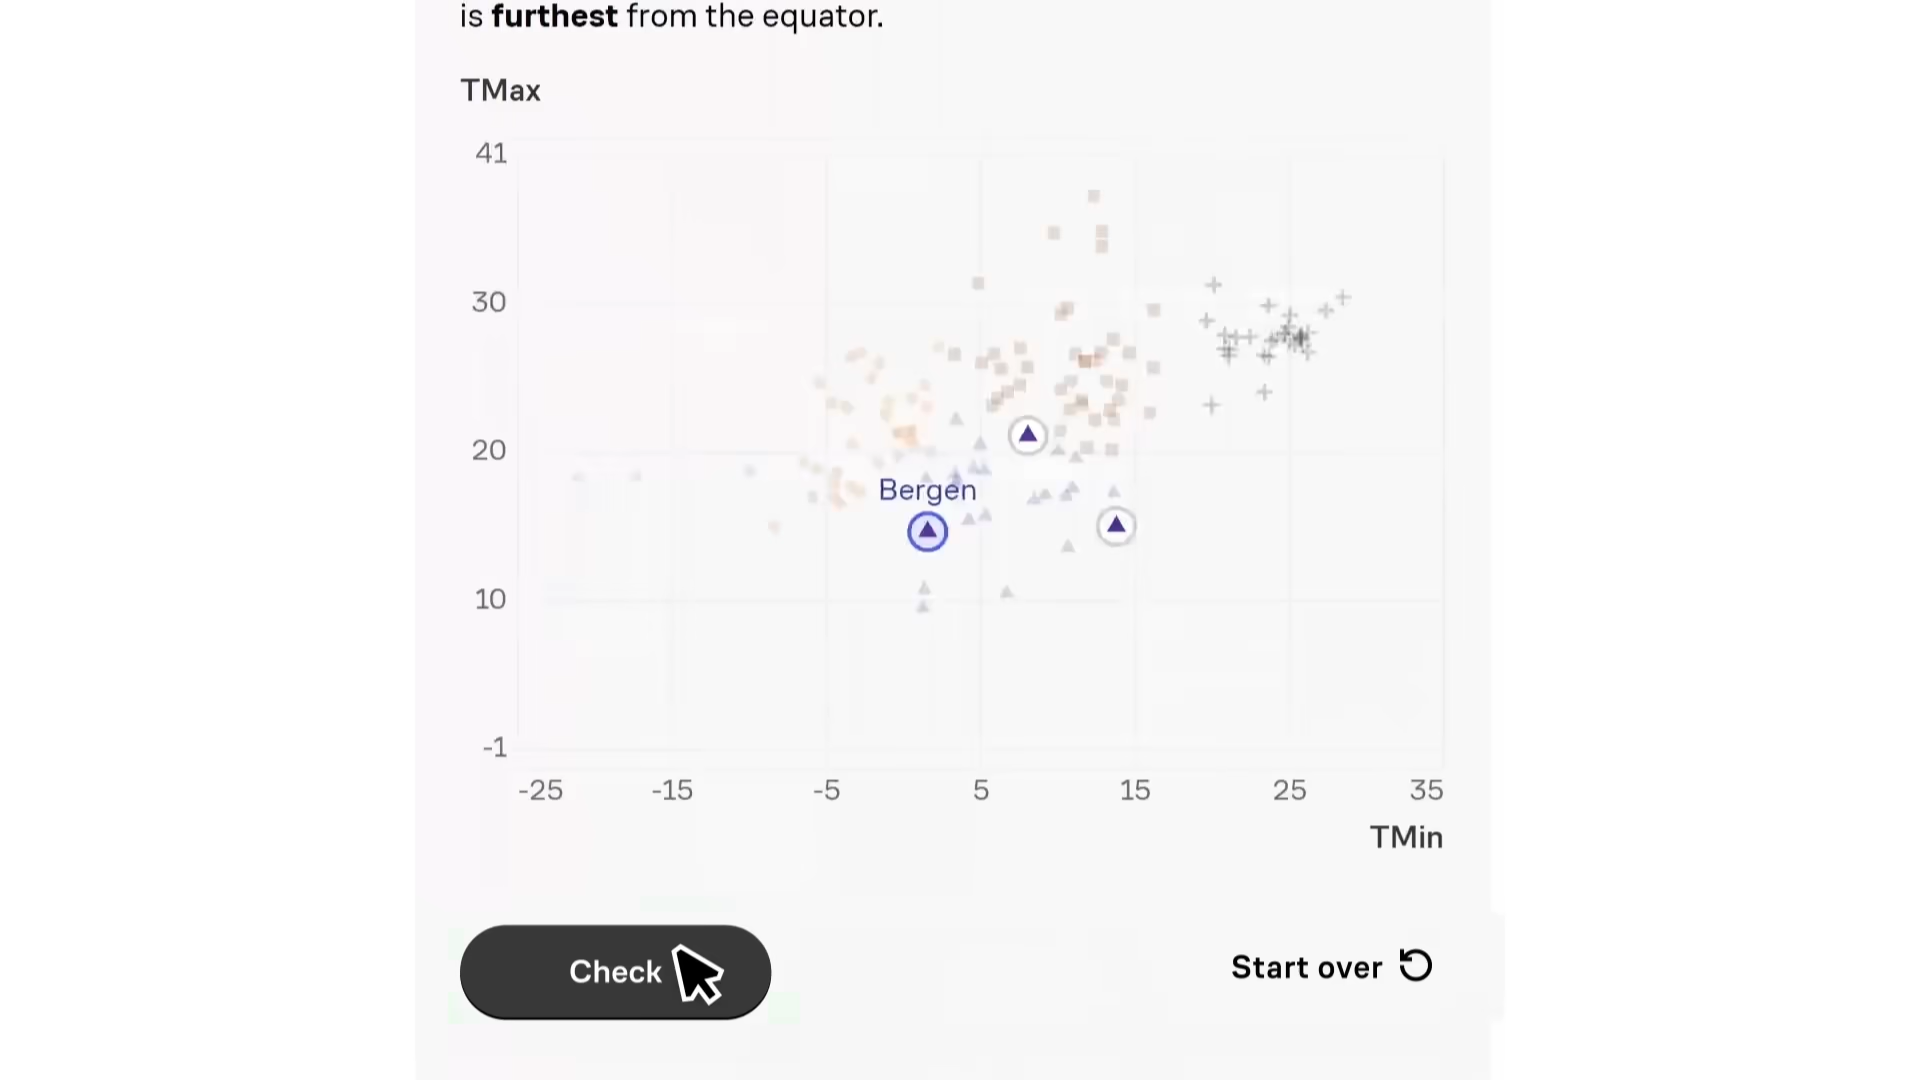 is furthest from the equator.
TMax
41
30
20
10
-1
Bergen
-25 -15 -5 5 15 25 35
TMin
Check
Start over